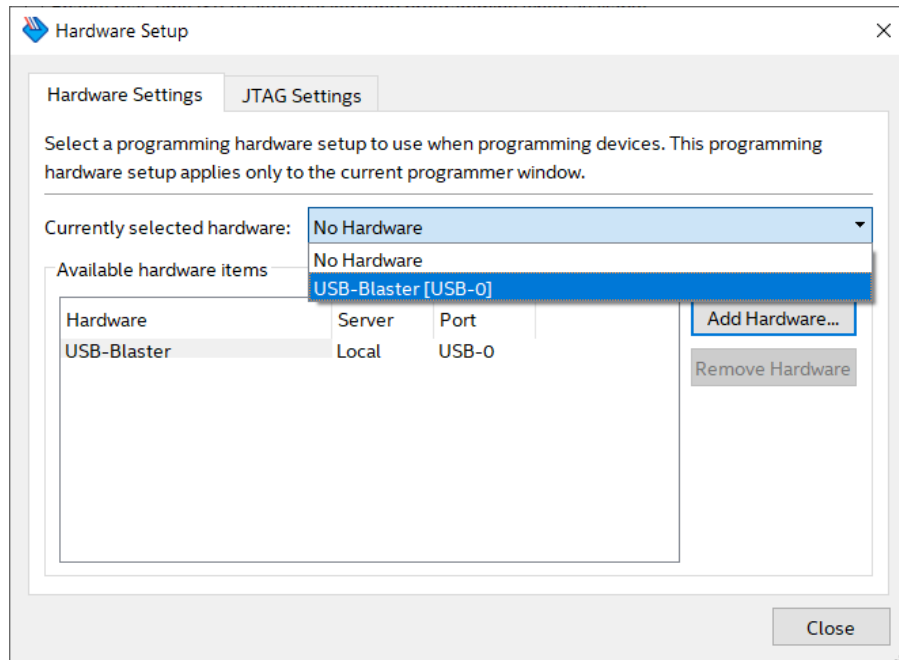 Hardware Setup
Hardware Settings
JTAG Settings
Select a programming hardware setup to use when programming devices. This programming
hardware setup applies only to the current programmer window.
Currently selected hardware: No Hardware
No Hardware
USB-Blaster [USB-0]
Available hardware items
Hardware Server Port
USB-Blaster Local USB-0
Add Hardware...
Remove Hardware
Close